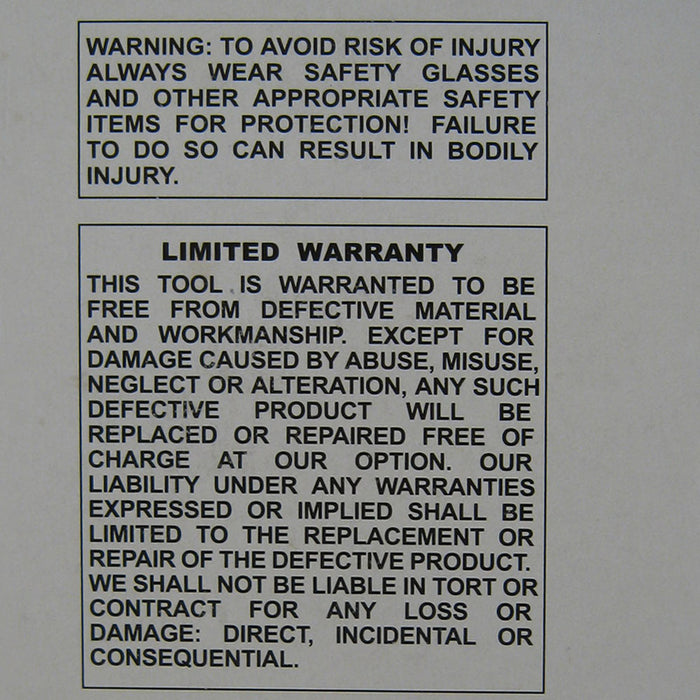 WARNING: TO AVOID RISK OF INJURY
ALWAYS WEAR SAFETY GLASSES
AND OTHER APPROPRIATE SAFETY
ITEMS FOR PROTECTION! FAILURE
TO DO SO CAN RESULT IN BODILY
INJURY.
LIMITED WARRANTY
THIS TOOL IS WARRANTED TO BE
FREE FROM DEFECTIVE MATERIAL
AND WORKMANSHIP. EXCEPT FOR
DAMAGE CAUSED BY ABUSE, MISUSE,
NEGLECT OR ALTERATION, ANY SUCH
DEFECTIVE PRODUCT WILL BE
REPLACED OR REPAIRED FREE OF
CHARGE AT OUR OPTION. OUR
LIABILITY UNDER ANY WARRANTIES
EXPRESSED OR IMPLIED SHALL BE
LIMITED TO THE REPLACEMENT OR
REPAIR OF THE DEFECTIVE PRODUCT.
WE SHALL NOT BE LIABLE IN TORT OR
CONTRACT FOR ANY LOSS OR
DAMAGE: DIRECT, INCIDENTAL OR
CONSEQUENTIAL.